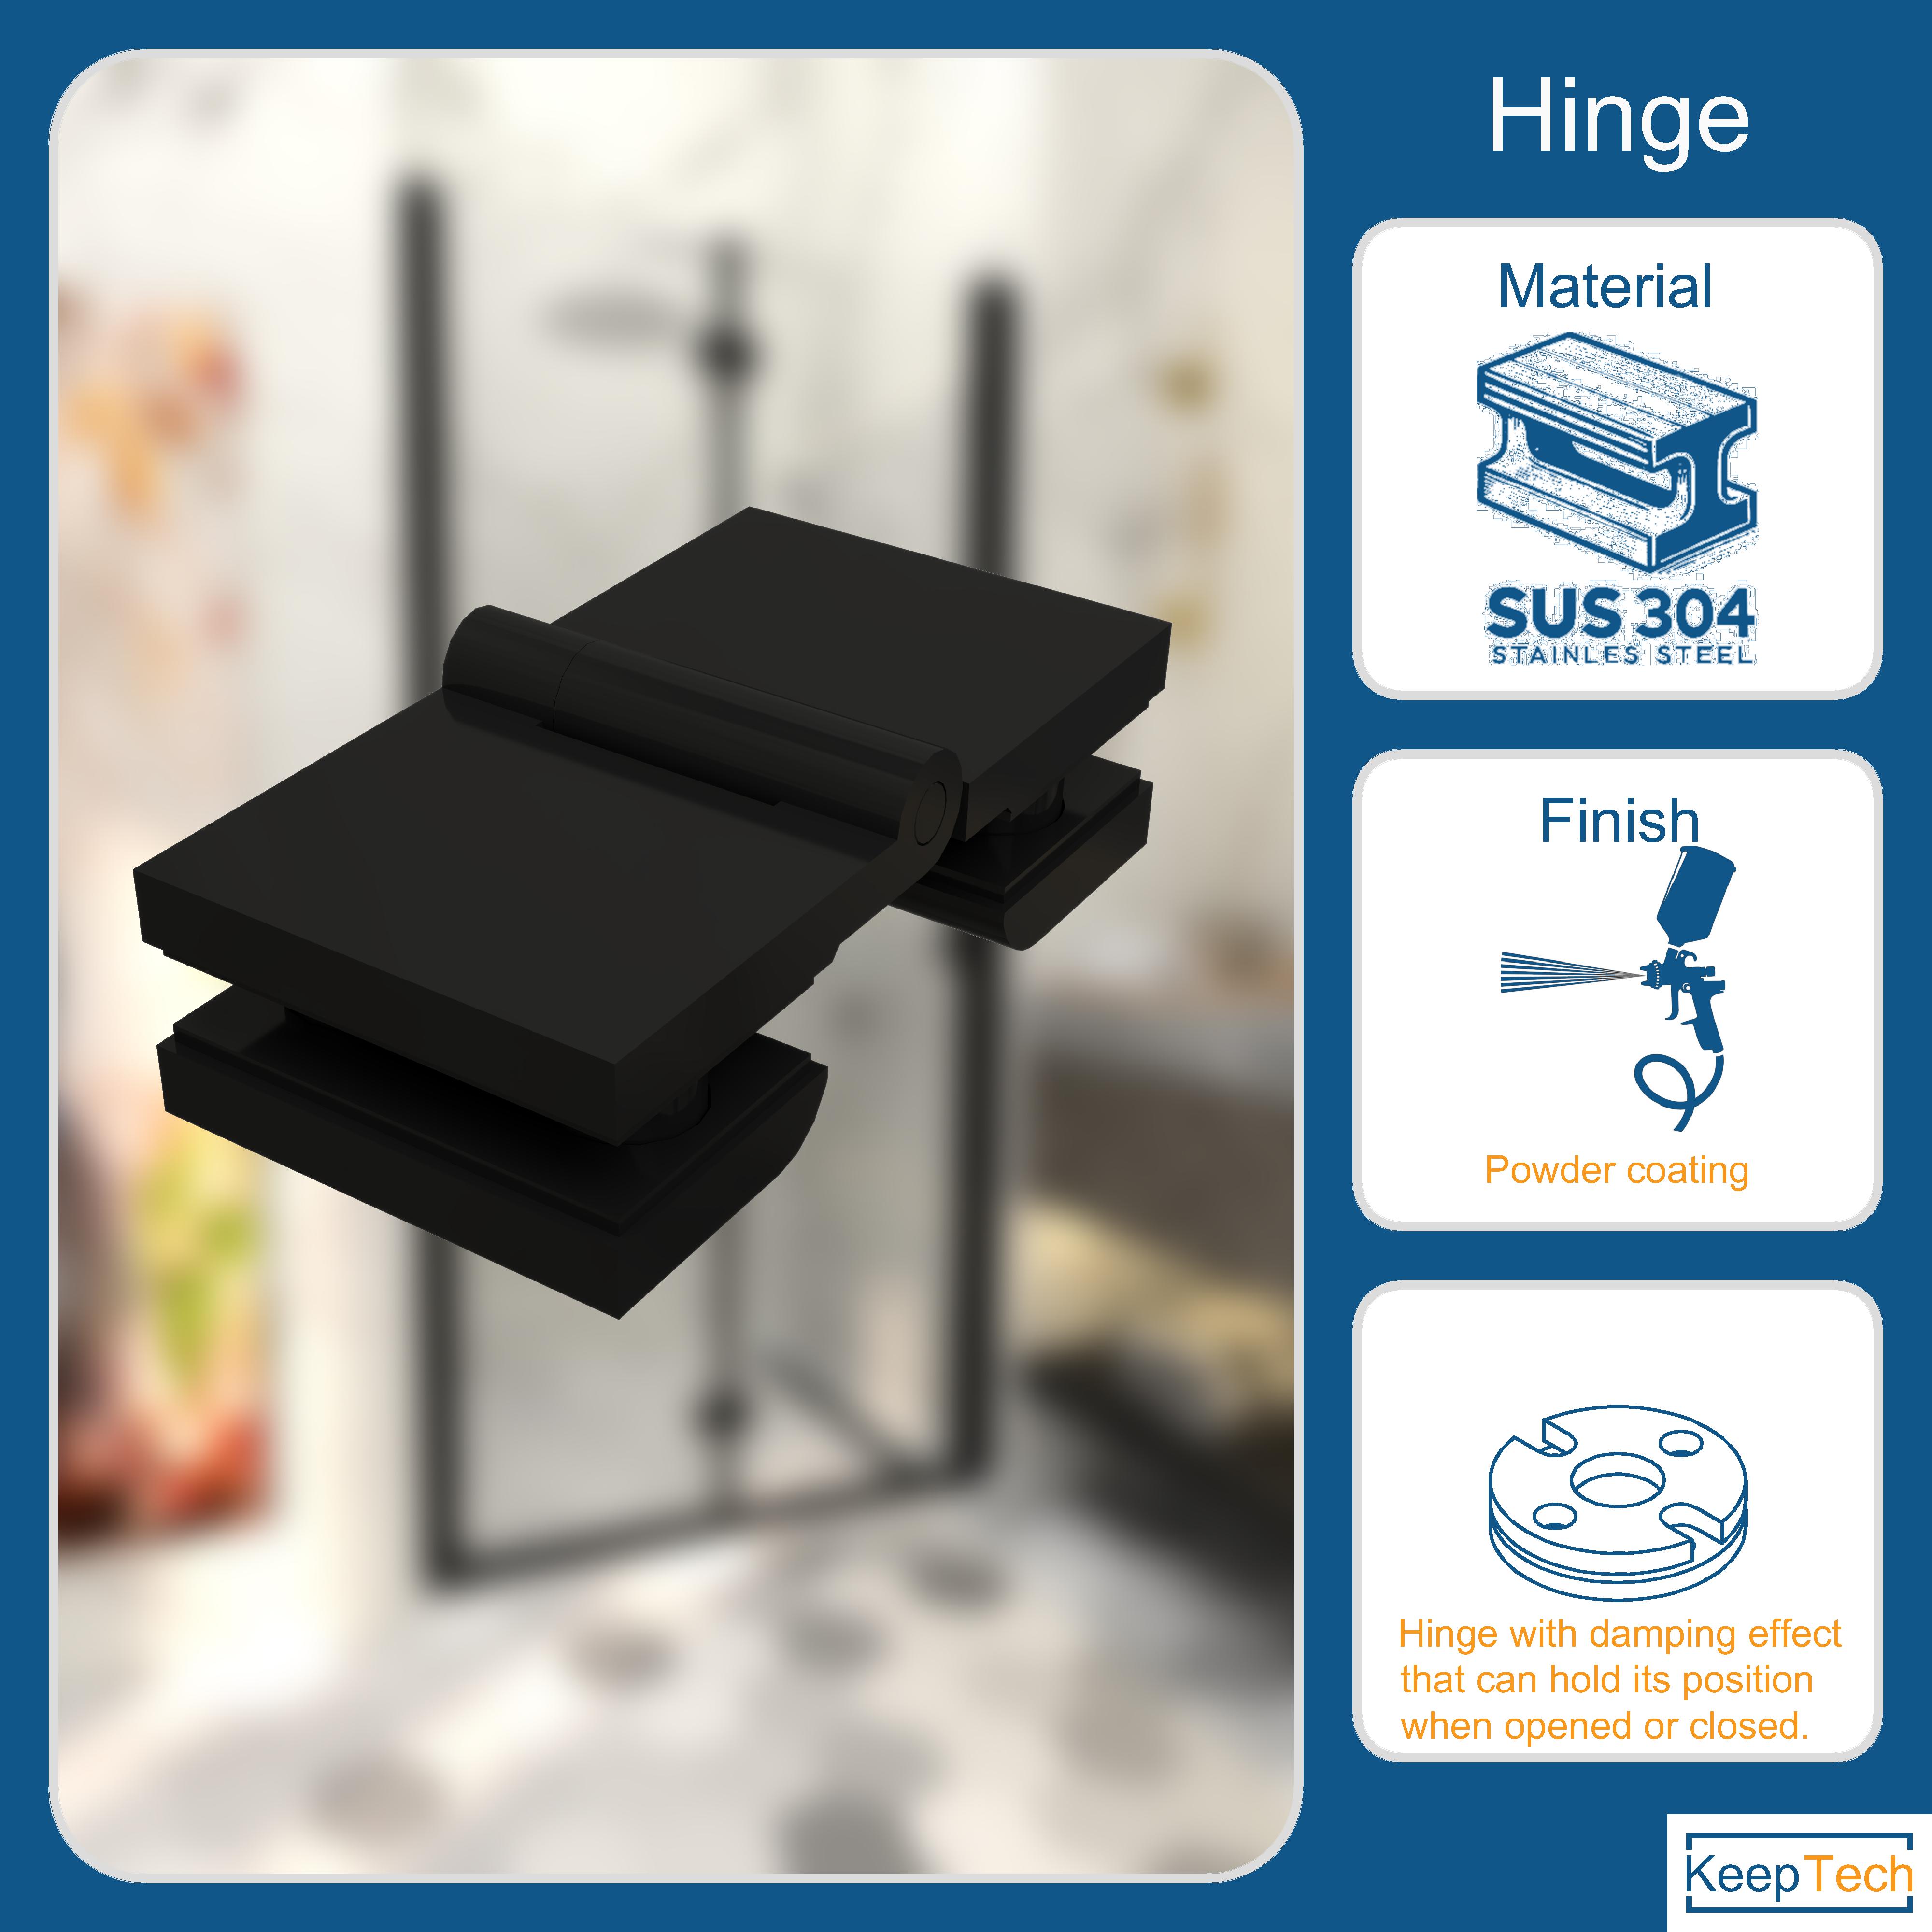 Hinge
Material
SUS 304
STAINLES STEEL
Finish
Powder coating
Hinge with damping effect
that can hold its position
when opened or closed.
KeepTech